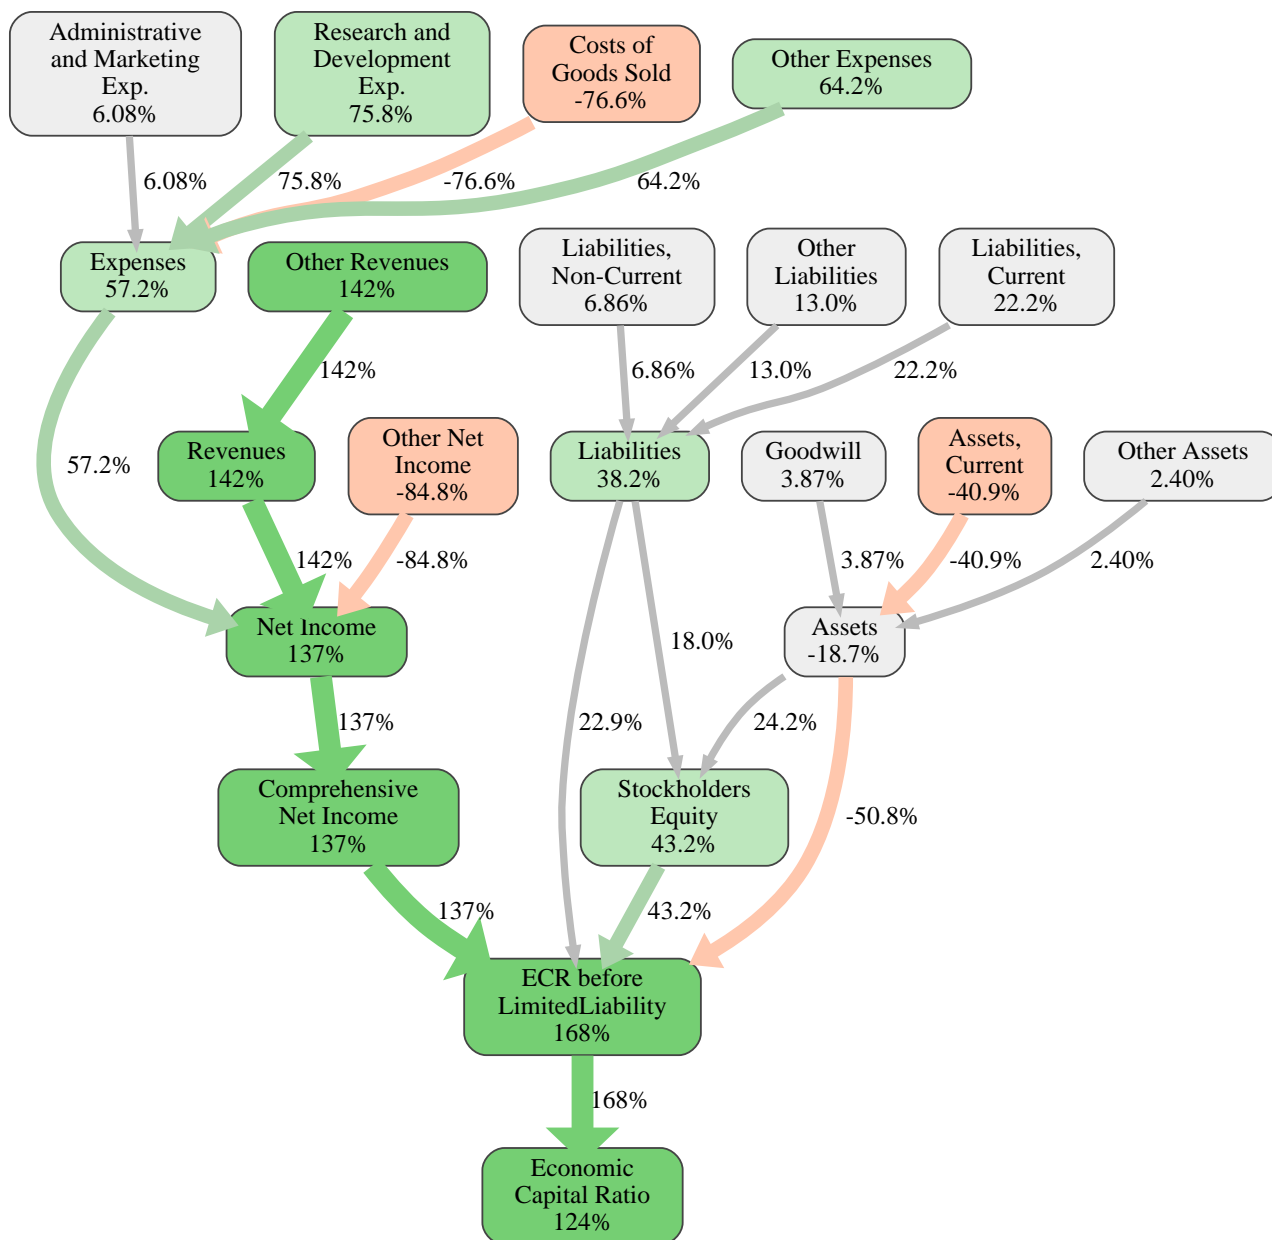 Administrative
and Marketing
Exp.
6.08%
Research and
Development
Exp.
75.8%
Costs of
Goods Sold
-76.6%
Other Expenses
64.2%
6.08%
75.8%
-76.6%
64.2%
Expenses
57.2%
Other Revenues
142%
Liabilities,
Non-Current
6.86%
Other
Liabilities
13.0%
Liabilities,
Current
22.2%
142%
6.86%
13.0%
22.2%
57.2%
Revenues
142%
Other Net
Income
-84.8%
Liabilities
38.2%
Goodwill
3.87%
Assets,
Current
-40.9%
Other Assets
2.40%
142%
-84.8%
3.87%
-40.9%
2.40%
Net Income
137%
18.0%
Assets
-18.7%
137%
22.9%
24.2%
Comprehensive
Net Income
137%
Stockholders
Equity
43.2%
-50.8%
137%
43.2%
ECR before
LimitedLiability
168%
168%
Economic
Capital Ratio
124%